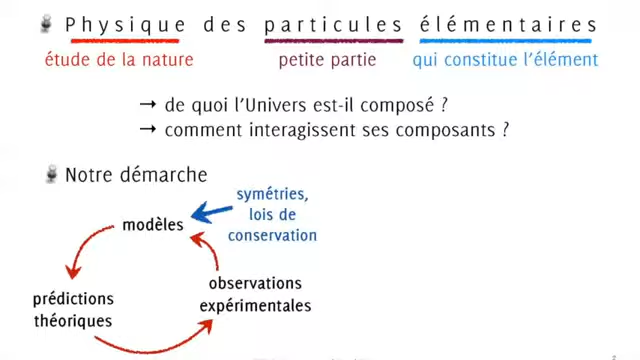 Physique des particules élémentaires
étude de la nature petite partie qui constitue l'élément
→ de quoi l'Univers est-il composé ?
→ comment interagissent ses composants ?
Notre démarche
symétries,
lois de
conservation
modèles
observations
expérimentales
prédictions
théoriques
2